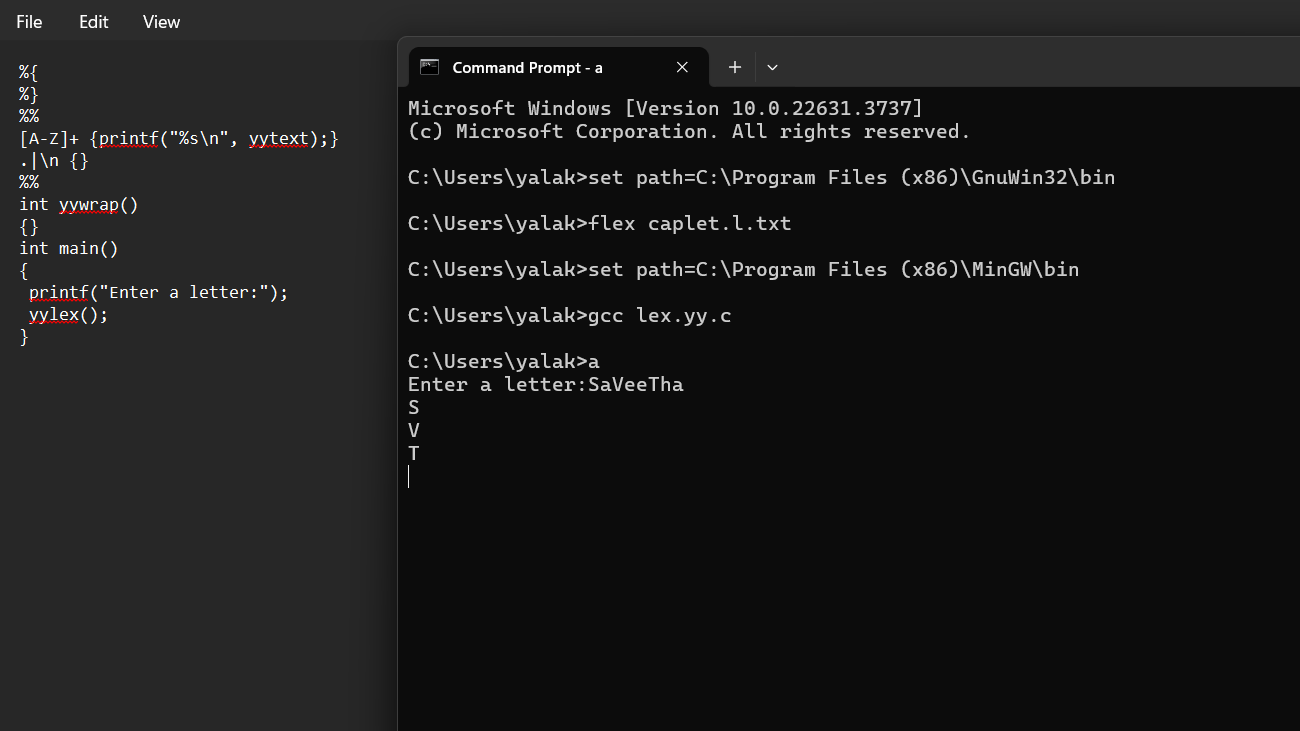 File Edit View
%{
%}
%%
[A-Z]+ {printf("%s\n", yytext);}
.|\n {}
%%
int yywrap()
{}
int main()
{
 printf("Enter a letter:");
 yylex();
}
Command Prompt - a
Microsoft Windows [Version 10.0.22631.3737]
(c) Microsoft Corporation. All rights reserved.
C:\Users\yalak>set path=C:\Program Files (x86)\GnuWin32\bin
C:\Users\yalak>flex caplet.l.txt
C:\Users\yalak>set path=C:\Program Files (x86)\MinGW\bin
C:\Users\yalak>gcc lex.yy.c
C:\Users\yalak>a
Enter a letter:SaVeeTha
S
V
T